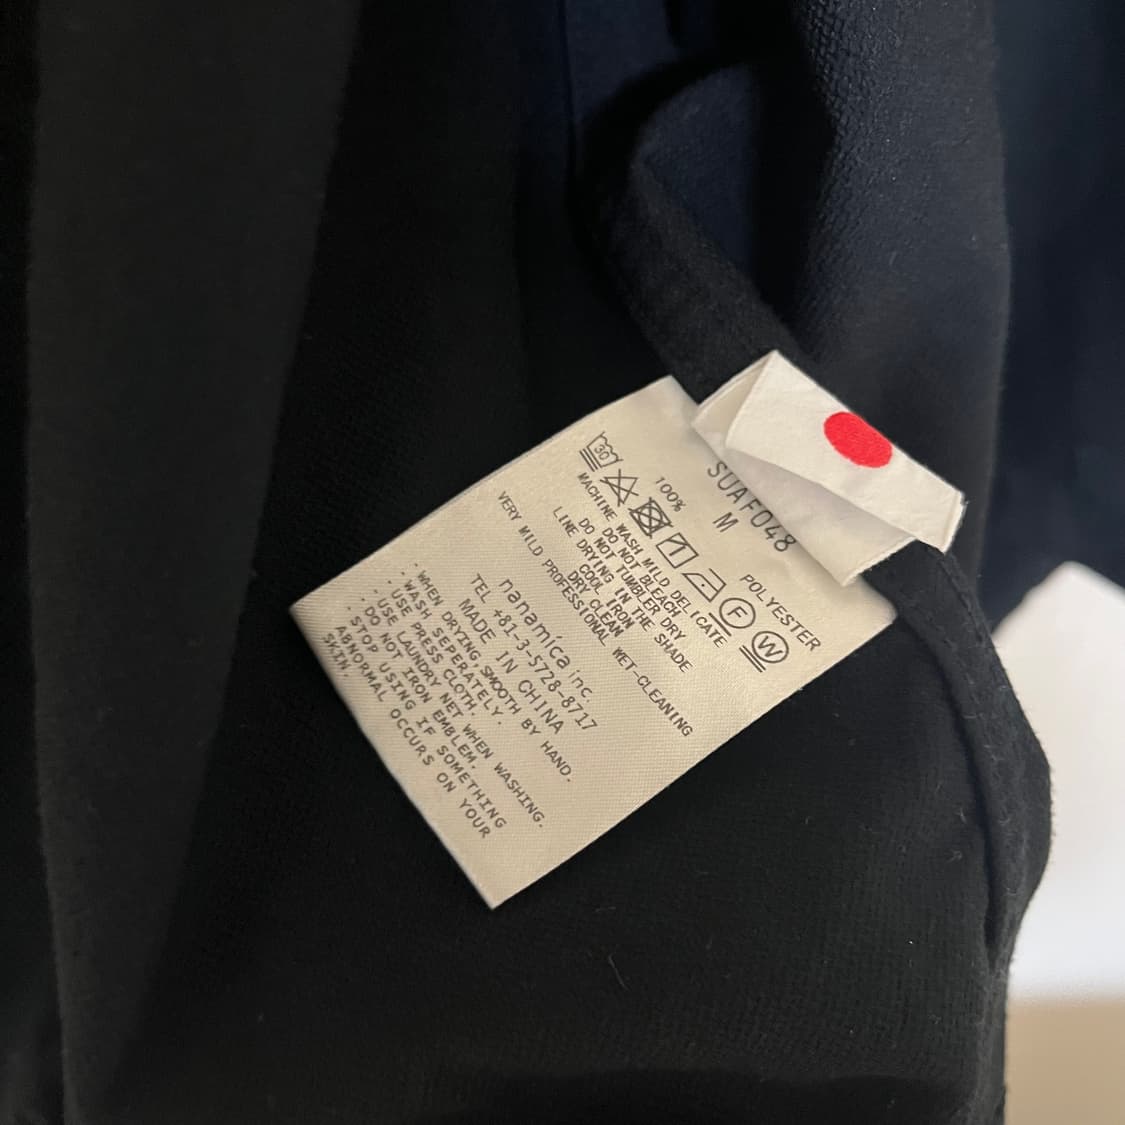 SUAF048
M
100% POLYESTER
30 F W
MACHINE WASH MILD DELICATE
DO NOT BLEACH
DO NOT TUMBLER DRY
LINE DRYING IN THE SHADE
COOL IRON
DRY CLEAN
VERY MILD PROFESSIONAL WET-CLEANING
nanamica inc.
TEL +81-3-5728-8717
MADE IN CHINA
・WHEN DRYING, SMOOTH BY HAND.
・WASH SEPERATELY.
・USE PRESS CLOTH.
・USE LAUNDRY NET WHEN WASHING.
・DO NOT IRON EMBLEM.
・STOP USING IF SOMETHING
ABNORMAL OCCURS ON YOUR
SKIN.